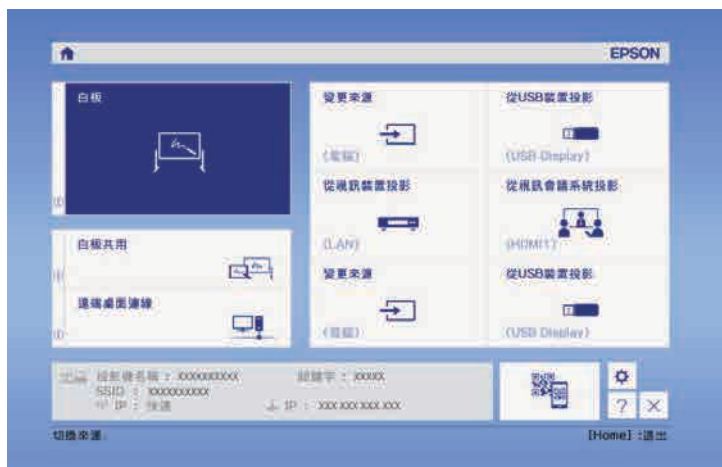 EPSON
白板
變更來源
(電腦)
從USB裝置投影
(USB Display)
從視訊裝置投影
(LAN)
從視訊會議系統投影
(HDMI1)
白板共用
遠端桌面連線
變更來源
(電腦)
從USB裝置投影
(USB Display)
投影機名稱 : XXXXXXXXXX
關鍵字 : XXXXX
SSID : XXXXXXXXXX
IP : 快速
IP : XXX.XXX.XXX.XXX
?
切換來源.
[Home] :退出